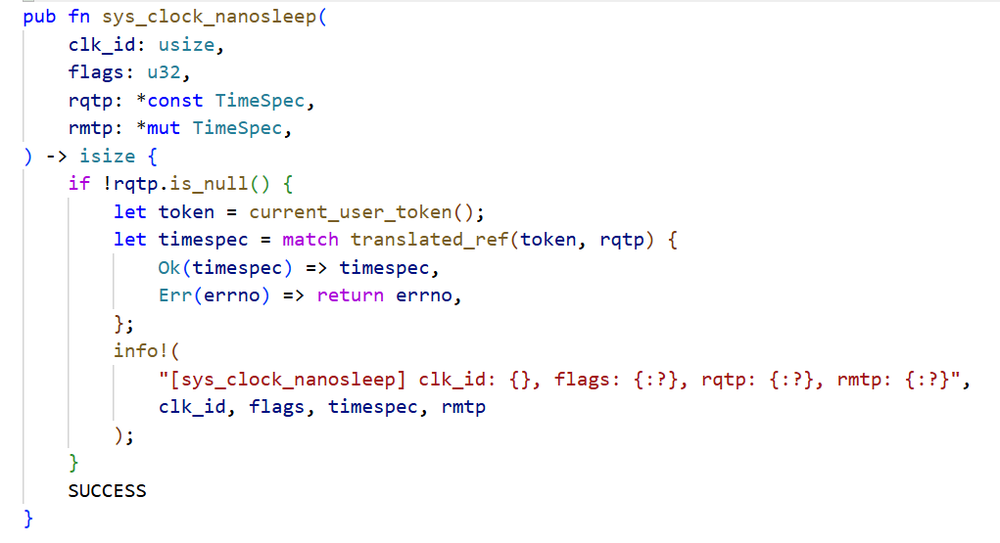 pub fn sys_clock_nanosleep(
    clk_id: usize,
    flags: u32,
    rqtp: *const TimeSpec,
    rmtp: *mut TimeSpec,
) -> isize {
    if !rqtp.is_null() {
        let token = current_user_token();
        let timespec = match translated_ref(token, rqtp) {
            Ok(timespec) => timespec,
            Err(errno) => return errno,
        };
        info!(
            "[sys_clock_nanosleep] clk_id: {}, flags: {:?}, rqtp: {:?}, rmtp: {:?}",
            clk_id, flags, timespec, rmtp
        );
    }
    SUCCESS
}